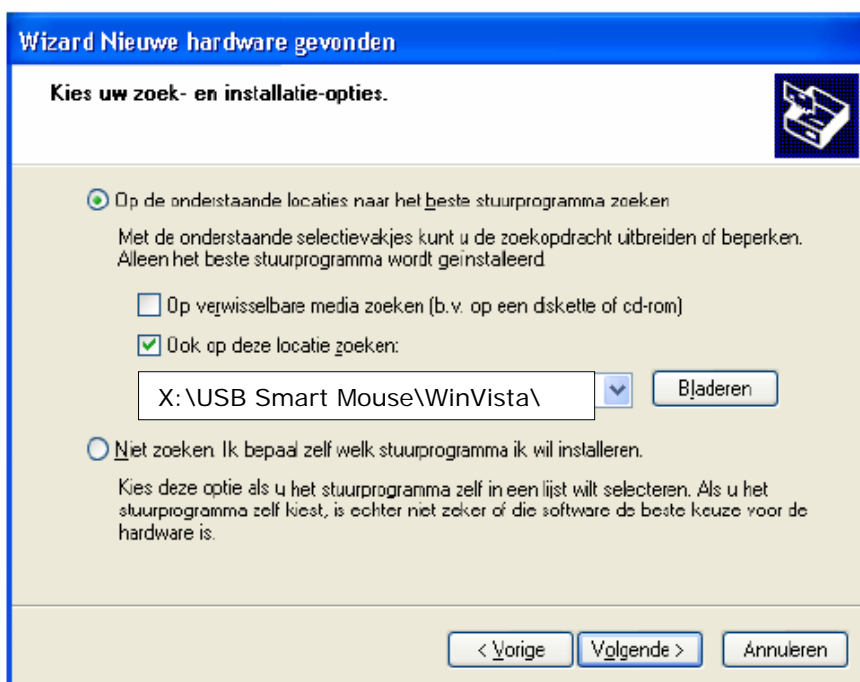 Wizard Nieuwe hardware gevonden
Kies uw zoek- en installatie-opties.
Op de onderstaande locaties naar het beste stuurprogramma zoeken
Met de onderstaande selectievakjes kunt u de zoekopdracht uitbreiden of beperken.
Alleen het beste stuurprogramma wordt geïnstalleerd
Op verwisselbare media zoeken (b.v. op een diskette of cd-rom)
Ook op deze locatie zoeken:
X:\USB Smart Mouse\WinVista\
Bladeren
Niet zoeken. Ik bepaal zelf welk stuurprogramma ik wil installeren.
Kies deze optie als u het stuurprogramma zelf in een lijst wilt selecteren. Als u het
stuurprogramma zelf kiest, is echter niet zeker of die software de beste keuze voor de
hardware is.
< Vorige
Volgende >
Annuleren